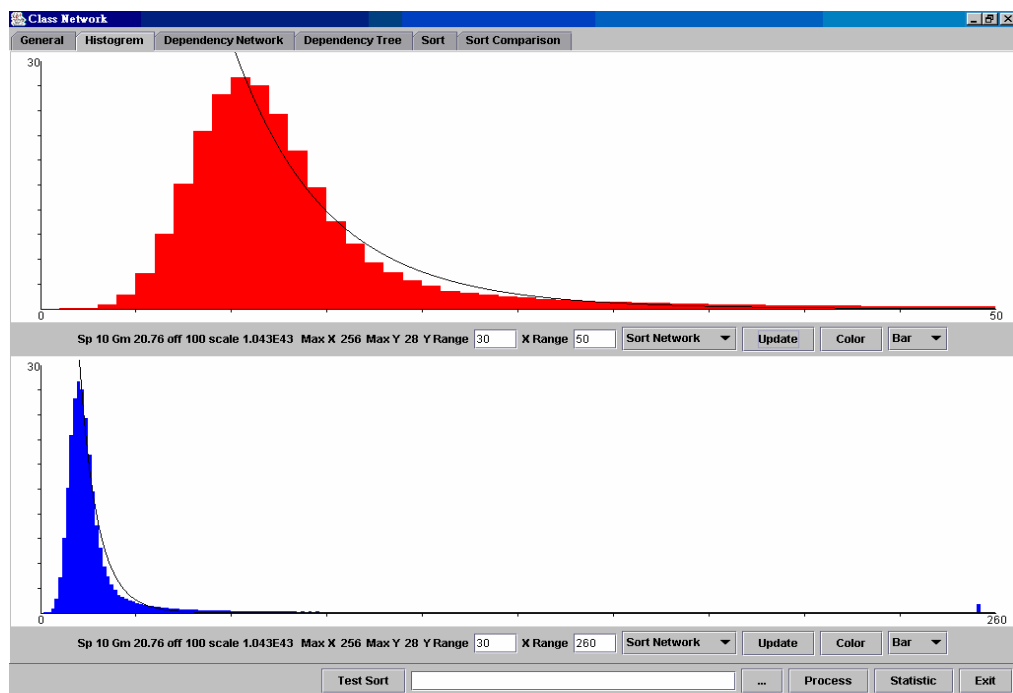 Class Network
General Histogrem Dependency Network Dependency Tree Sort Sort Comparison
30
0 50
Sp 10 Gm 20.76 off 100 scale 1.043E43 Max X 256 Max Y 28 Y Range 30 X Range 50 Sort Network Update Color Bar
30
0 260
Sp 10 Gm 20.76 off 100 scale 1.043E43 Max X 256 Max Y 28 Y Range 30 X Range 260 Sort Network Update Color Bar
Test Sort ... Process Statistic Exit